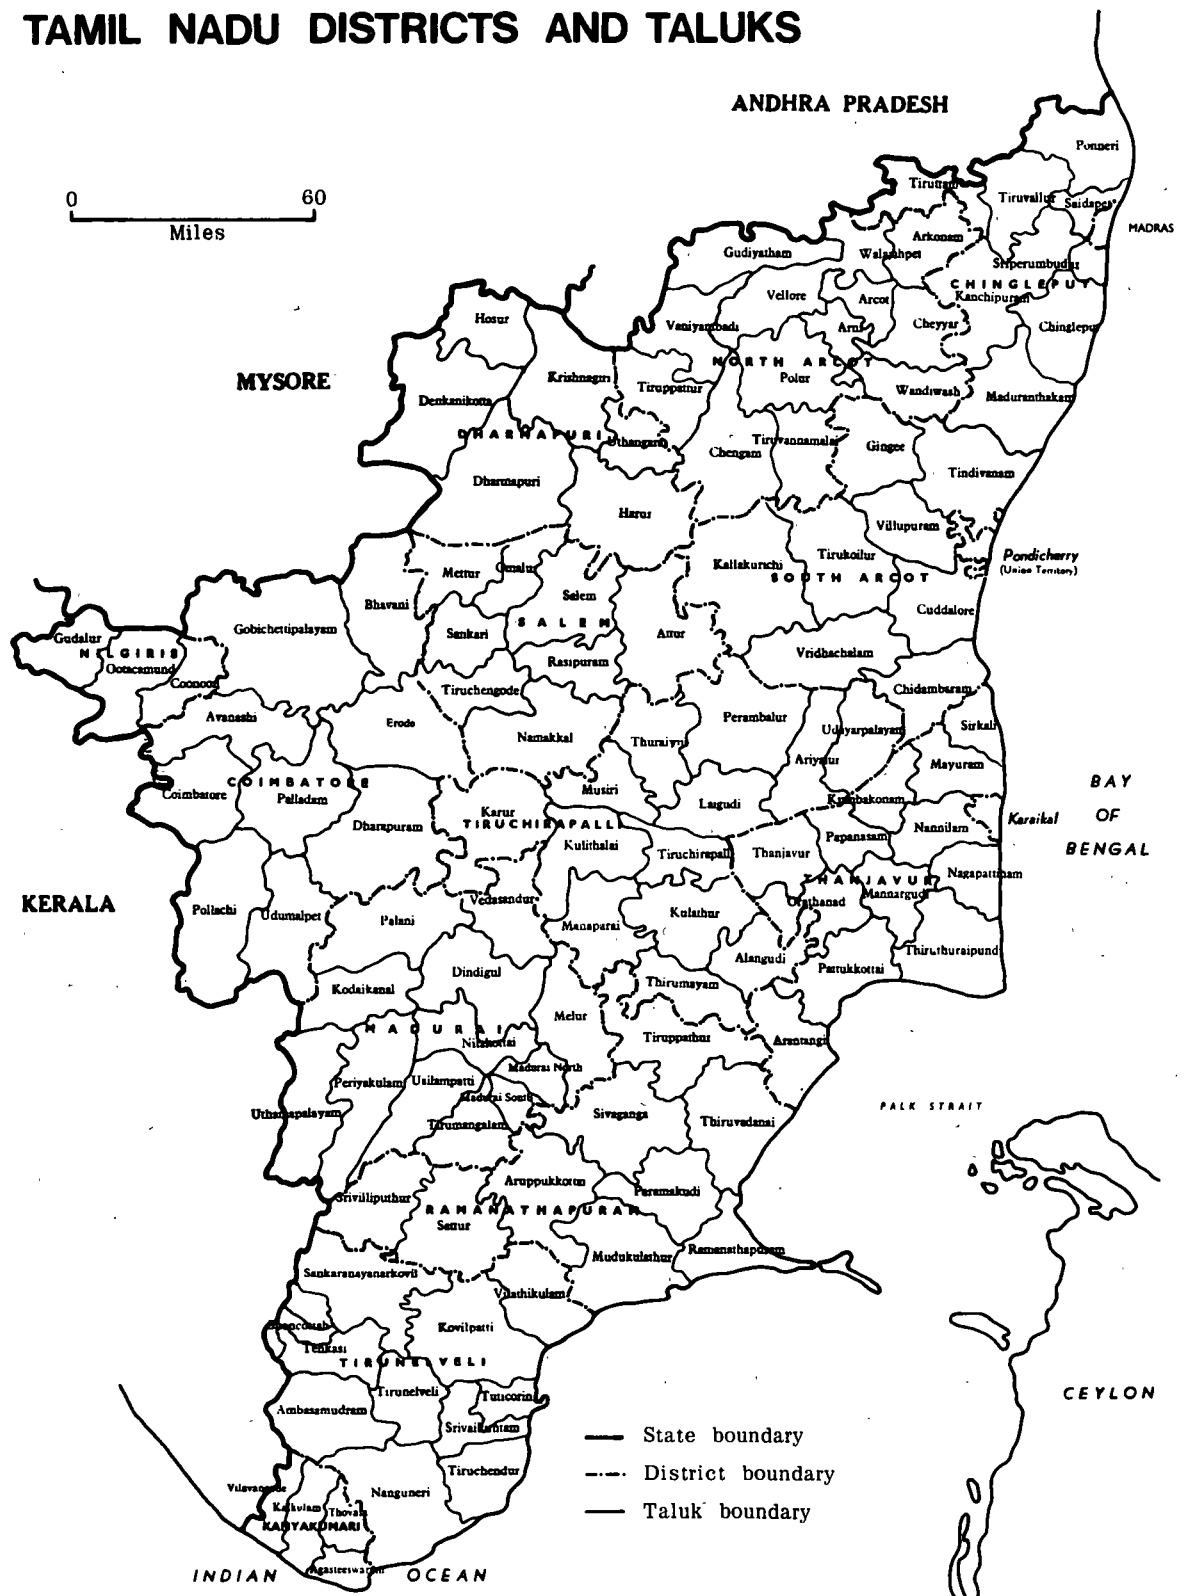 TAMIL NADU DISTRICTS AND TALUKS
ANDHRA PRADESH
0 60
Miles
Ponneri
Tiruttani
Tiruvallur
Saidapet
MADRAS
Arkonam
Gudiyatham
Walajahpet
Sriperumbudur
CHINGLEPUT
Vellore
Arcot
Kanchipuram
Hosur
Vaniyambadi
Arni
Cheyyar
Chingleput
NORTH ARCOT
MYSORE
Krishnagiri
Tiruppattur
Polur
Wandiwash
Maduranthakam
Denkanikotta
DHARMAPURI
Uthangarai
Chengam
Tiruvannamalai
Gingee
Tindivanam
Dharmapuri
Harur
Villupuram
Pondicherry
(Union Territory)
Mettur
Omalur
Kallakurichi
Tirukoilur
SOUTH ARCOT
Salem
Bhavani
Cuddalore
SALEM
Gobichettipalayam
Sankari
Attur
Gudalur
NILGIRIS
Ootacamund
Coonoor
Rasipuram
Vridhachalam
Tiruchengode
Chidambaram
Avanashi
Erode
Perambalur
Sirkali
Namakkal
Thuraiyur
Udayarpalayam
Ariyalur
Mayuram
BAY
OF
BENGAL
COIMBATORE
Coimbatore
Palladam
Musiri
Lalgudi
Kumbakonam
Karur
TIRUCHIRAPALLI
Dharapuram
Karaikal
Nannilam
Papanasam
Kulithalai
Tiruchirapalli
Thanjavur
THANJAVUR
Nagapattinam
KERALA
Vedasandur
Orathanad
Mannargudi
Pollachi
Udumalpet
Palani
Manaparai
Kulathur
Thiruthuraipundi
Alangudi
Pattukkottai
Dindigul
Kodaikanal
Thirumayam
Melur
MADURAI
Nilakottai
Tiruppathur
Arantangi
Madurai North
Periyakulam
Usilampatti
Madurai South
Uthamapalayam
Tirumangalam
Sivaganga
Thiruvadanai
PALK STRAIT
Aruppukkottai
Paramakudi
Srivilliputhur
RAMANATHAPURAM
Sattur
Mudukulathur
Ramanathapuram
Sankaranayanarkovil
Vilathikulam
Shencottah
Kovilpatti
Tenkasi
TIRUNELVELI
Tirunelveli
Tuticorin
CEYLON
Ambasamudram
Srivaikuntam
State boundary
Tiruchendur
District boundary
Vilavancode
Nanguneri
Kalkulam
Thovala
Taluk boundary
KANYAKUMARI
Agasteeswaram
INDIAN OCEAN